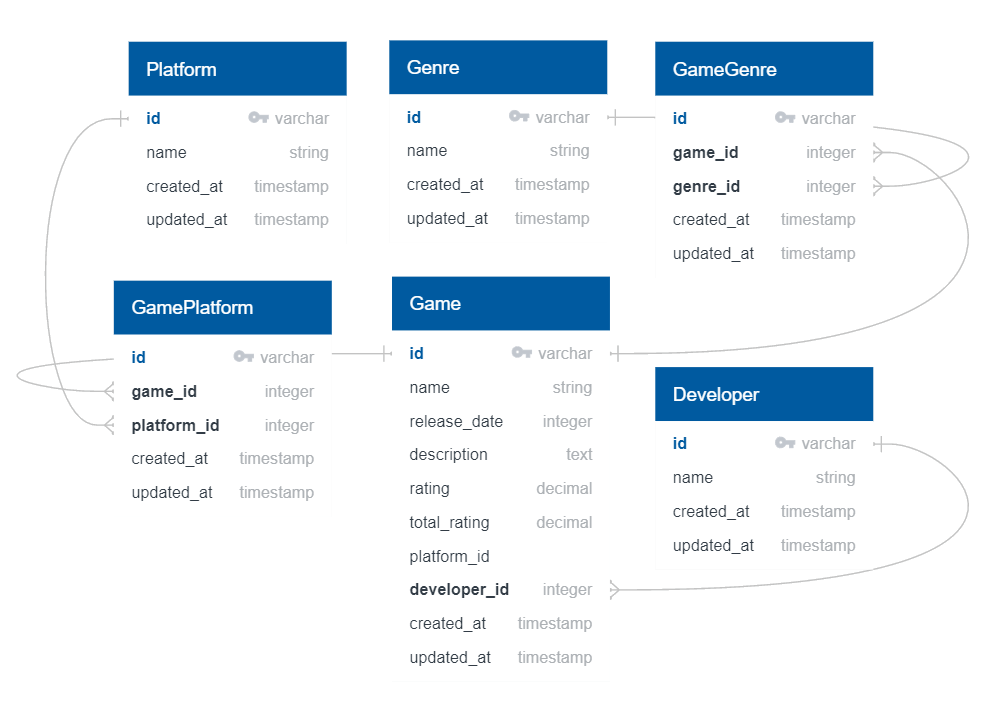 Platform
id varchar
name string
created_at timestamp
updated_at timestamp
Genre
id varchar
name string
created_at timestamp
updated_at timestamp
GameGenre
id varchar
game_id integer
genre_id integer
created_at timestamp
updated_at timestamp
GamePlatform
id varchar
game_id integer
platform_id integer
created_at timestamp
updated_at timestamp
Game
id varchar
name string
release_date integer
description text
rating decimal
total_rating decimal
platform_id
developer_id integer
created_at timestamp
updated_at timestamp
Developer
id varchar
name string
created_at timestamp
updated_at timestamp